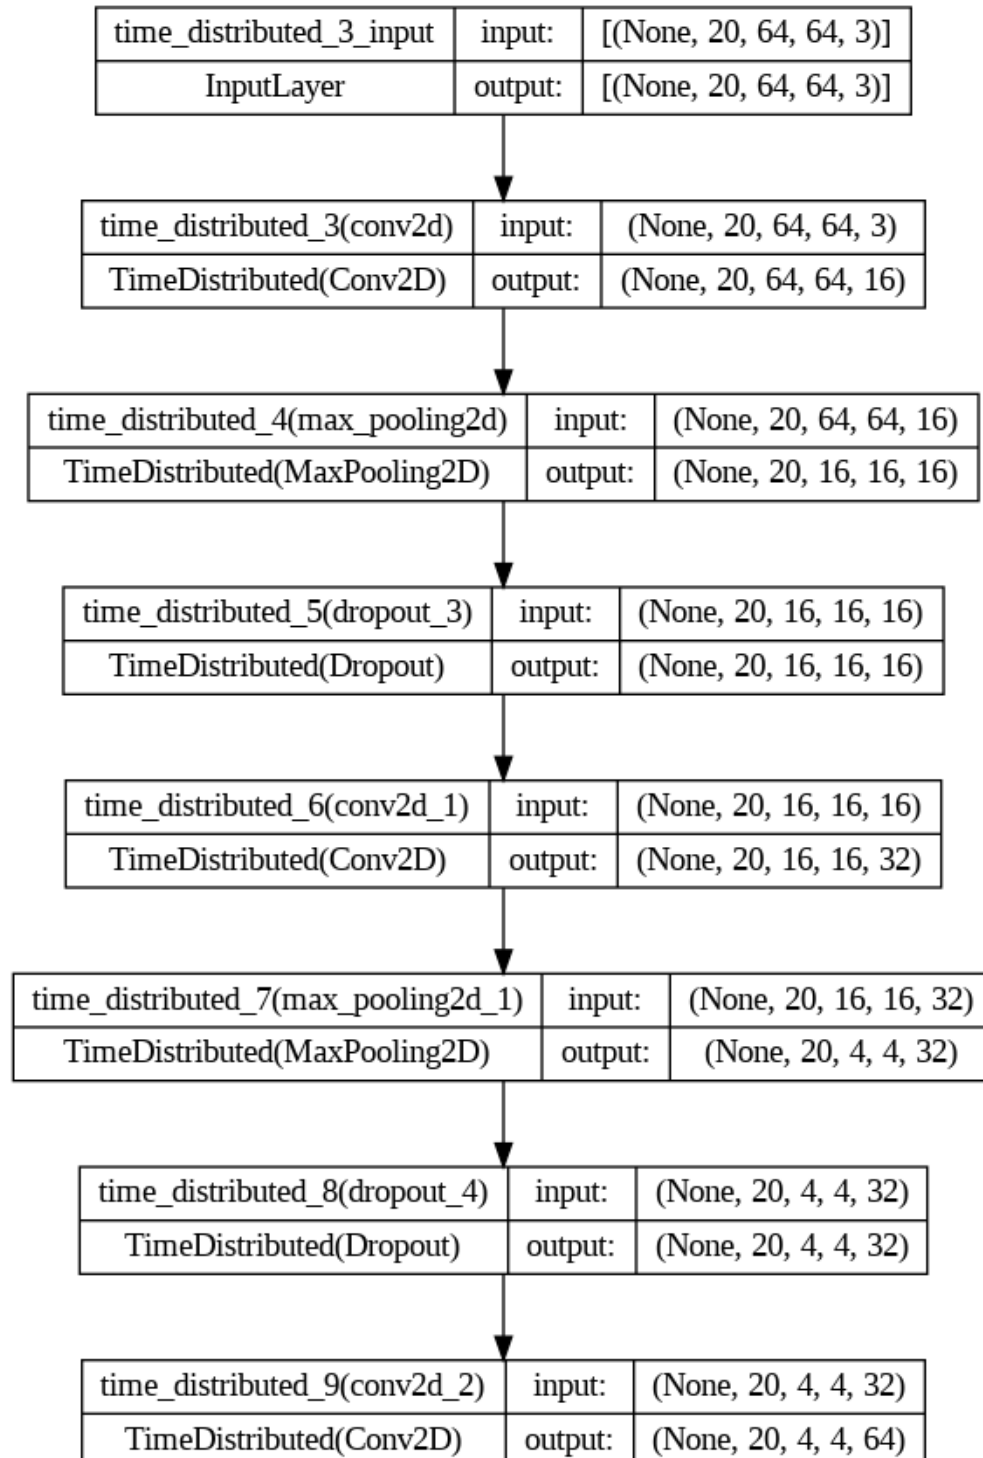 time_distributed_3_input input: [(None, 20, 64, 64, 3)]
InputLayer output: [(None, 20, 64, 64, 3)]
time_distributed_3(conv2d) input: (None, 20, 64, 64, 3)
TimeDistributed(Conv2D) output: (None, 20, 64, 64, 16)
time_distributed_4(max_pooling2d) input: (None, 20, 64, 64, 16)
TimeDistributed(MaxPooling2D) output: (None, 20, 16, 16, 16)
time_distributed_5(dropout_3) input: (None, 20, 16, 16, 16)
TimeDistributed(Dropout) output: (None, 20, 16, 16, 16)
time_distributed_6(conv2d_1) input: (None, 20, 16, 16, 16)
TimeDistributed(Conv2D) output: (None, 20, 16, 16, 32)
time_distributed_7(max_pooling2d_1) input: (None, 20, 16, 16, 32)
TimeDistributed(MaxPooling2D) output: (None, 20, 4, 4, 32)
time_distributed_8(dropout_4) input: (None, 20, 4, 4, 32)
TimeDistributed(Dropout) output: (None, 20, 4, 4, 32)
time_distributed_9(conv2d_2) input: (None, 20, 4, 4, 32)
TimeDistributed(Conv2D) output: (None, 20, 4, 4, 64)